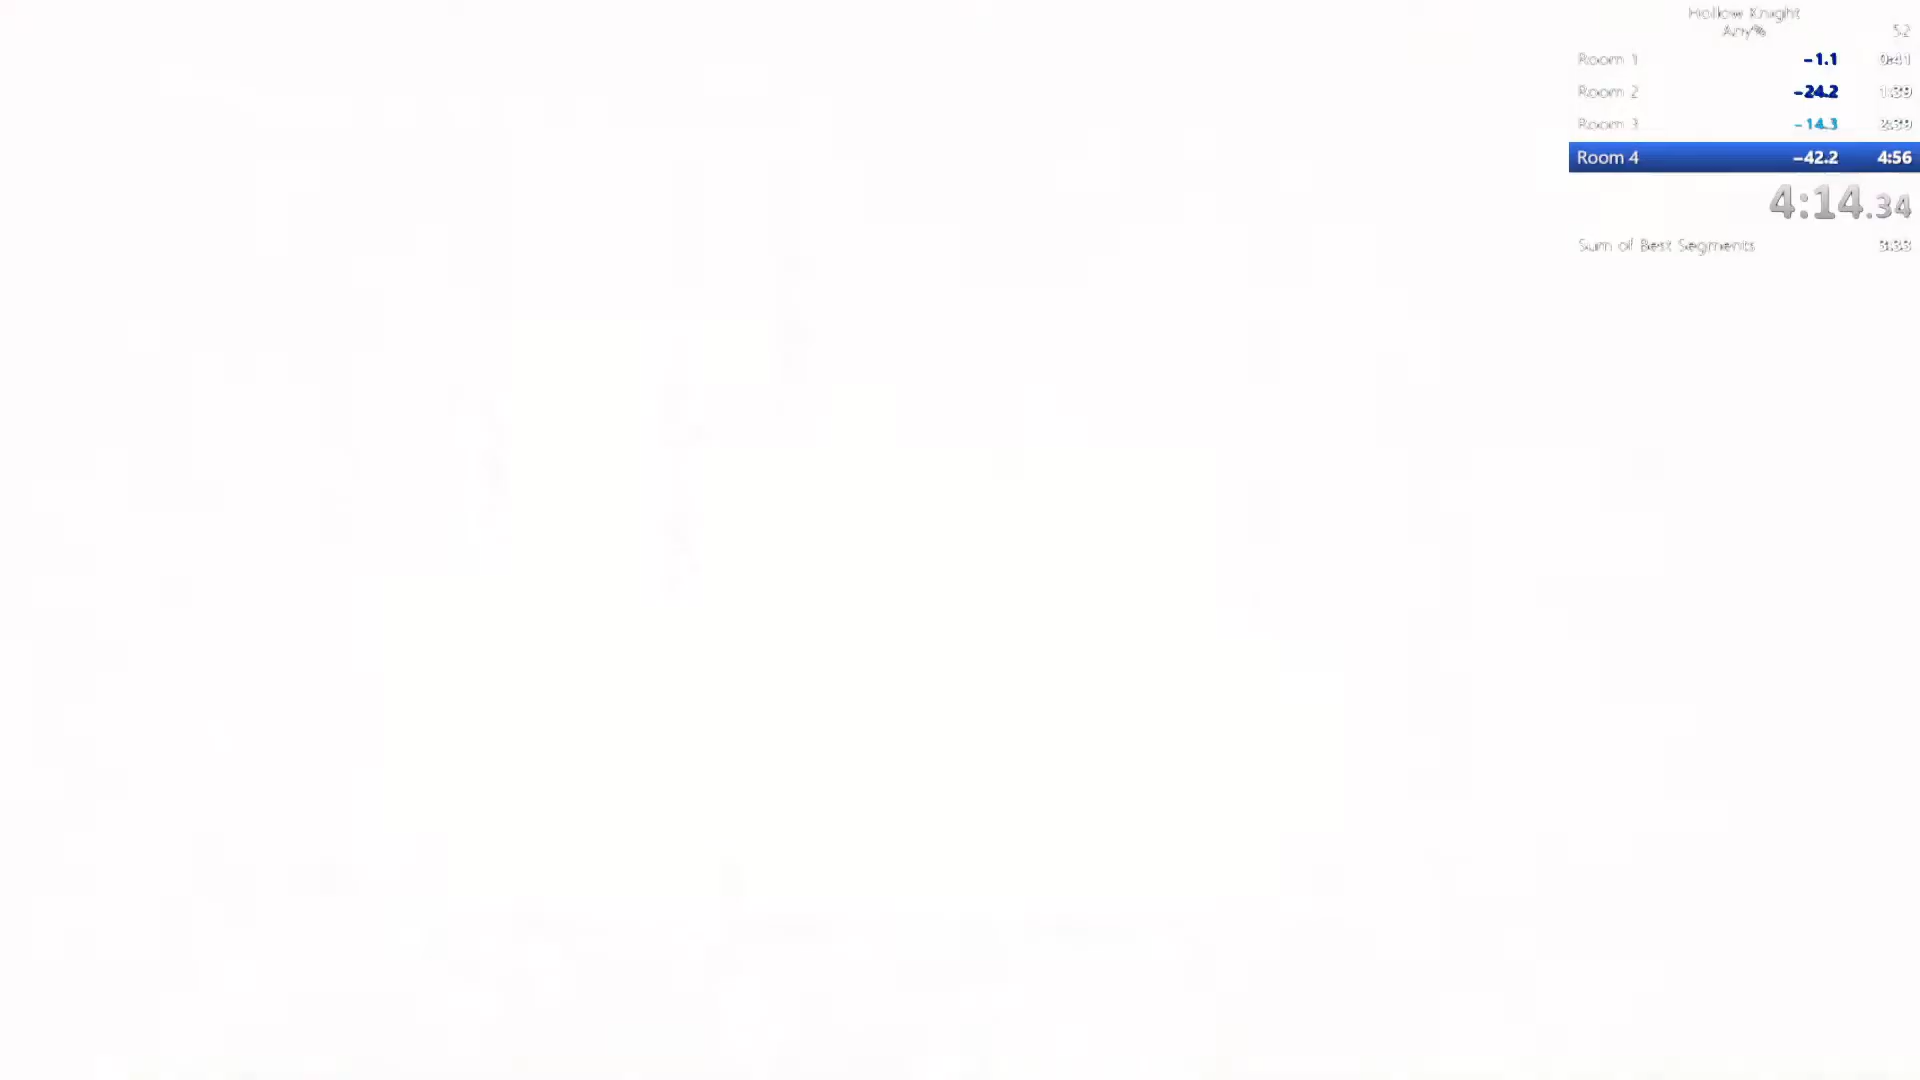 Hollow Knight
Any% 52
Room 1 -1.1 0:41
Room 2 -24.2 1:39
Room 3 -14.3 2:39
Room 4 -42.2 4:56
4:14.34
Sum of Best Segments 3:33